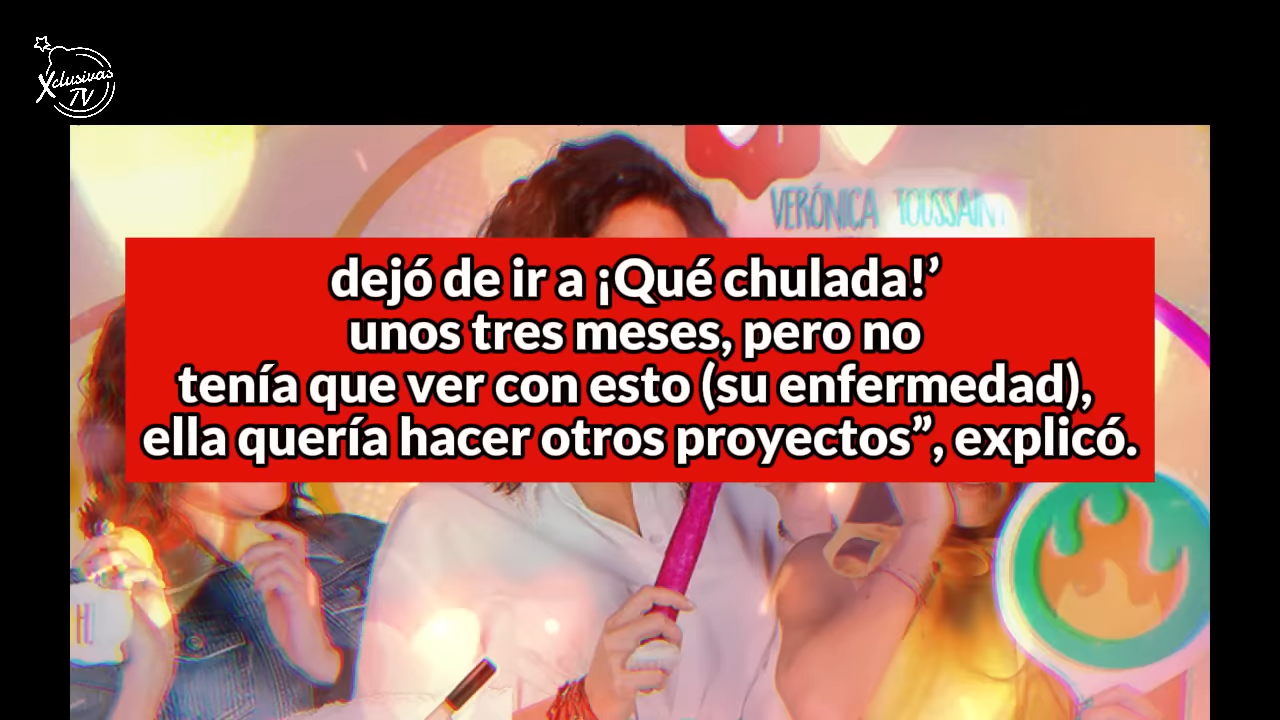 Xclusivas
TV
VERÓNICA TOUSSAINT
dejó de ir a ¡Qué chulada!’
unos tres meses, pero no
tenía que ver con esto (su enfermedad),
ella quería hacer otros proyectos”, explicó.